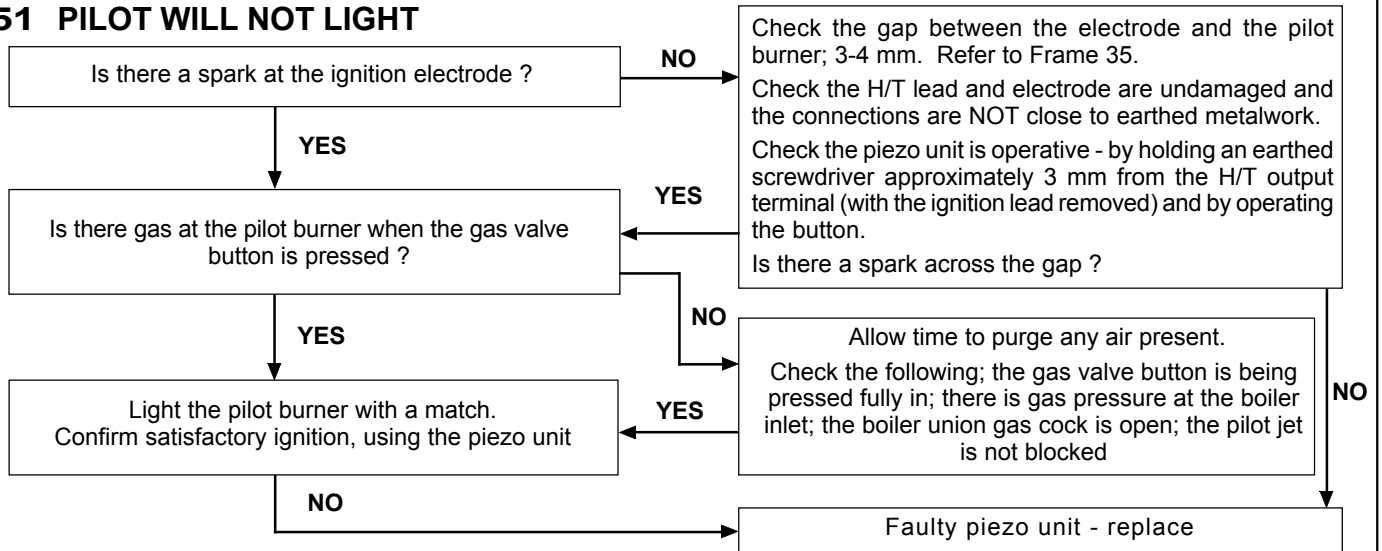 51 PILOT WILL NOT LIGHT
Is there a spark at the ignition electrode ?
NO
Check the gap between the electrode and the pilot
burner; 3-4 mm. Refer to Frame 35.
Check the H/T lead and electrode are undamaged and
the connections are NOT close to earthed metalwork.
Check the piezo unit is operative - by holding an earthed
screwdriver approximately 3 mm from the H/T output
terminal (with the ignition lead removed) and by operating
the button.
Is there a spark across the gap ?
YES
YES
Is there gas at the pilot burner when the gas valve
button is pressed ?
NO
YES
Allow time to purge any air present.
Check the following; the gas valve button is being
pressed fully in; there is gas pressure at the boiler
inlet; the boiler union gas cock is open; the pilot jet
is not blocked
NO
YES
Light the pilot burner with a match.
Confirm satisfactory ignition, using the piezo unit
NO
Faulty piezo unit - replace